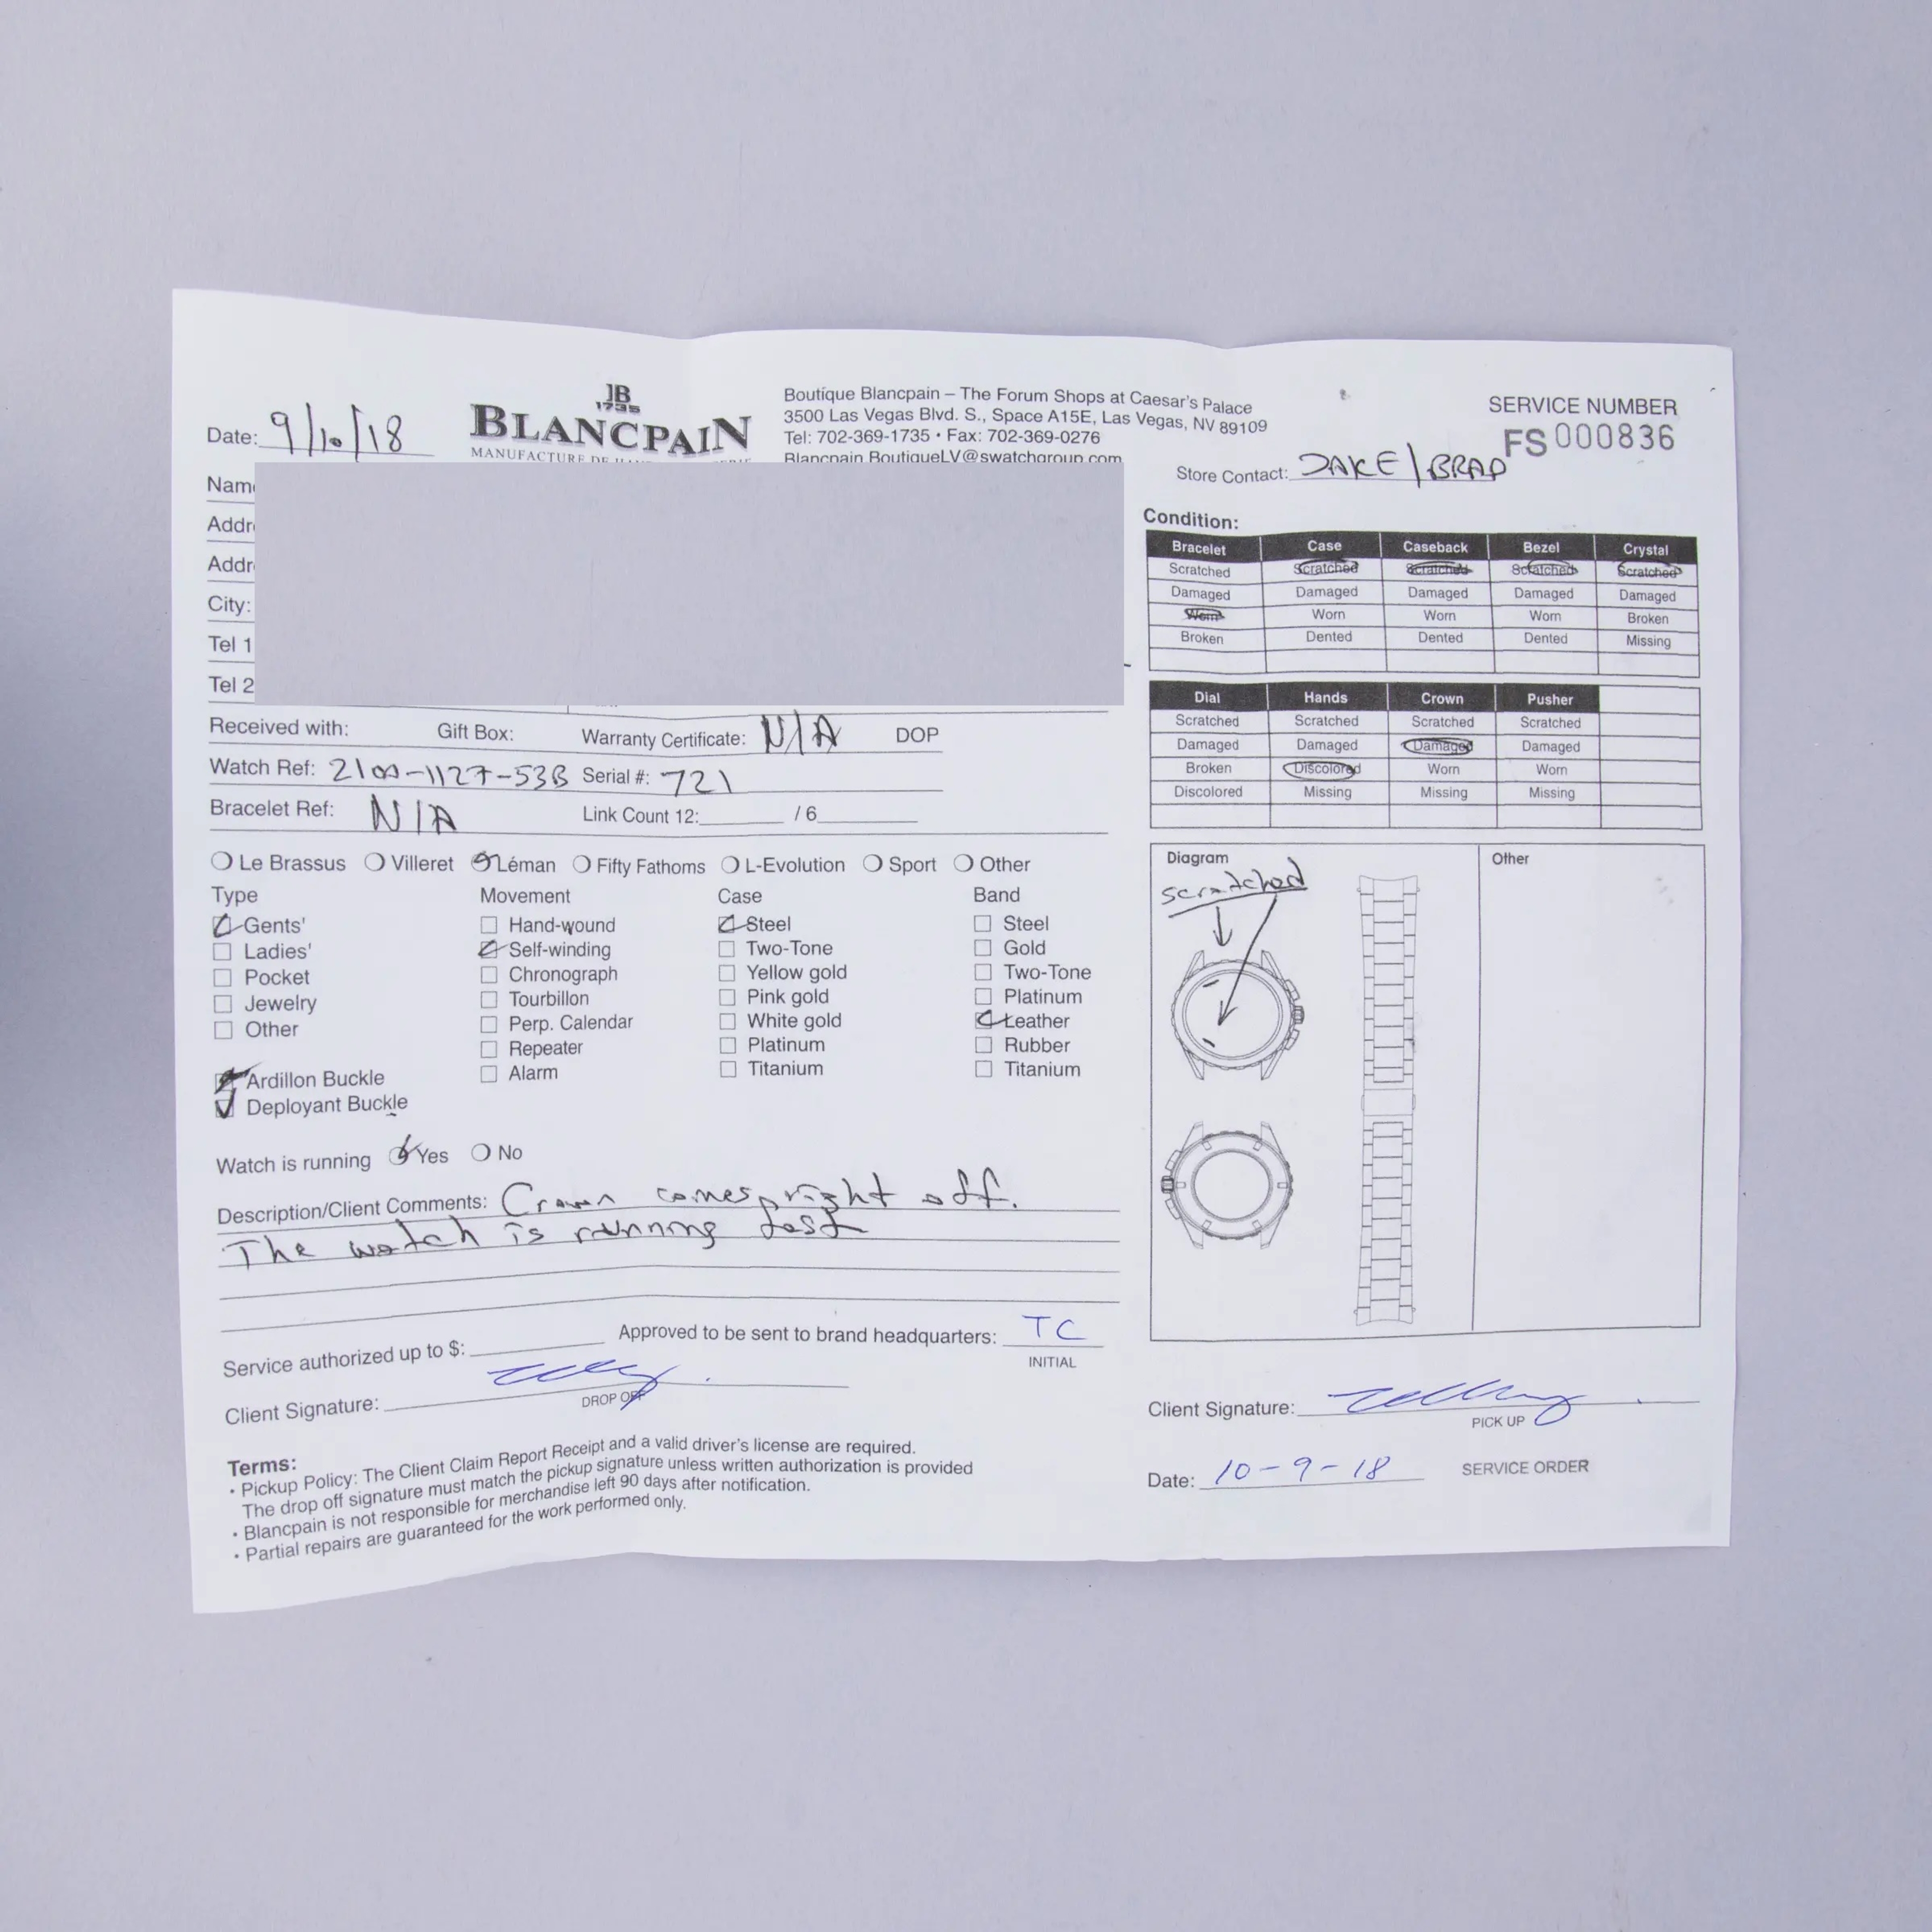 Date: 9/10/18
JB
1735
BLANCPAIN
Boutique Blancpain – The Forum Shops at Caesar's Palace
3500 Las Vegas Blvd. S., Space A15E, Las Vegas, NV 89109
Tel: 702-369-1735 • Fax: 702-369-0276
Blancpain.BoutiqueLV@swatchgroup.com
SERVICE NUMBER
FS 000836
Store Contact: JAKE/BRAD
Nam
Addr
Addr
City:
Tel 1
Tel 2
Received with: Gift Box: Warranty Certificate: N/A DOP
Watch Ref: 2100-1127-53B Serial #: 721
Bracelet Ref: N/A Link Count 12: / 6
Le Brassus Villeret Léman Fifty Fathoms L-Evolution Sport Other
Type Movement Case Band
Gents' Hand-wound Steel Steel
Ladies' Self-winding Two-Tone Gold
Pocket Chronograph Yellow gold Two-Tone
Jewelry Tourbillon Pink gold Platinum
Other Perp. Calendar White gold Leather
Repeater Platinum Rubber
Alarm Titanium Titanium
Ardillon Buckle
Deployant Buckle
Watch is running Yes No
Description/Client Comments: Crown comes right off.
The watch is running fast
Service authorized up to $: Approved to be sent to brand headquarters: TC
INITIAL
Client Signature:
DROP OFF
Terms:
• Pickup Policy: The Client Claim Report Receipt and a valid driver's license are required.
The drop off signature must match the pickup signature unless written authorization is provided
• Blancpain is not responsible for merchandise left 90 days after notification.
• Partial repairs are guaranteed for the work performed only.
Condition:
Bracelet Case Caseback Bezel Crystal
Scratched Scratched Scratched Scratched Scratched
Damaged Damaged Damaged Damaged Damaged
Worn Worn Worn Worn Broken
Broken Dented Dented Dented Missing
Dial Hands Crown Pusher
Scratched Scratched Scratched Scratched
Damaged Damaged Damaged Damaged
Broken Discolored Worn Worn
Discolored Missing Missing Missing
Diagram Other
scratched
Client Signature:
PICK UP
Date: 10-9-18 SERVICE ORDER